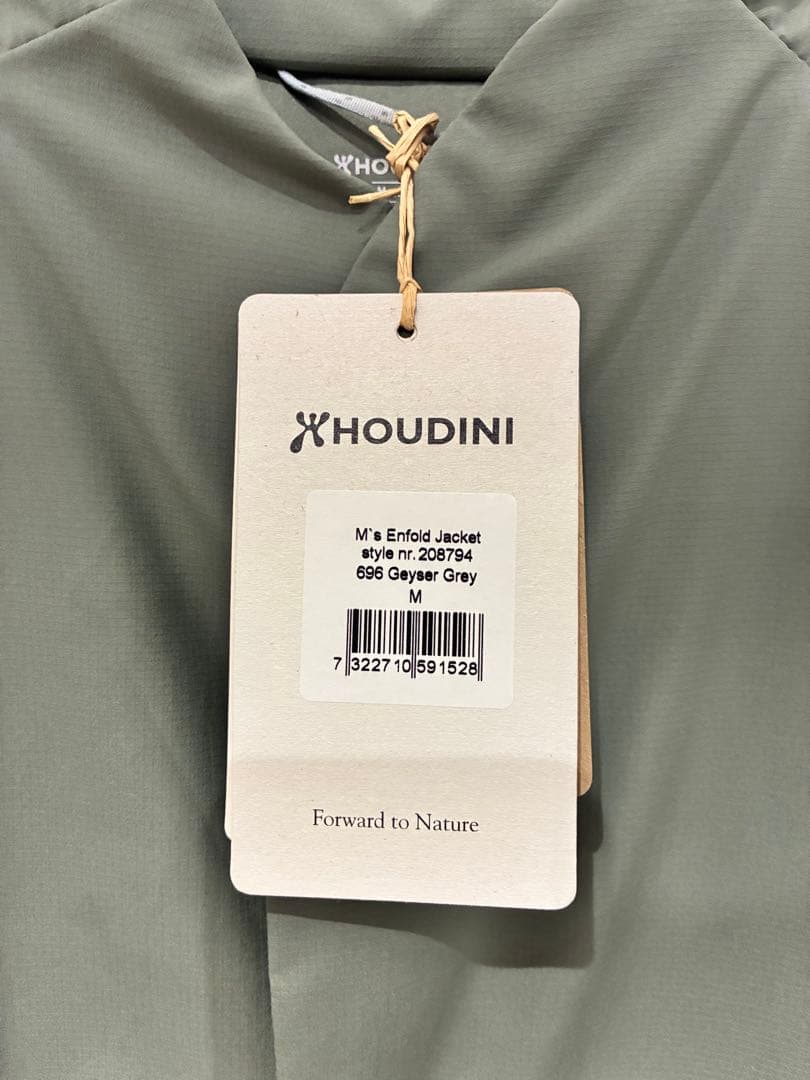 HOUDINI
M`s Enfold Jacket
style nr. 208794
696 Geyser Grey
M
7 322710 591528
Forward to Nature